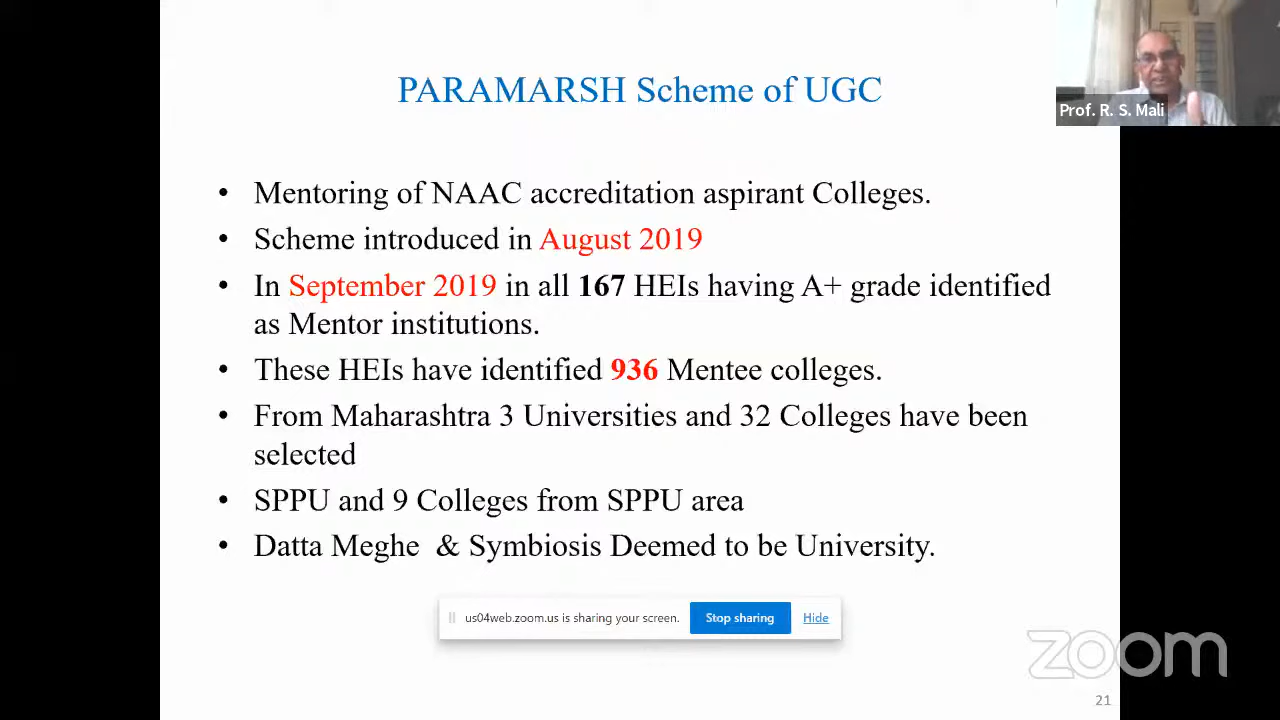 PARAMARSH Scheme of UGC
Prof. R. S. Mali
• Mentoring of NAAC accreditation aspirant Colleges.
• Scheme introduced in August 2019
• In September 2019 in all 167 HEIs having A+ grade identified
as Mentor institutions.
• These HEIs have identified 936 Mentee colleges.
• From Maharashtra 3 Universities and 32 Colleges have been
selected
• SPPU and 9 Colleges from SPPU area
• Datta Meghe & Symbiosis Deemed to be University.
us04web.zoom.us is sharing your screen. Stop sharing Hide
zoom
21